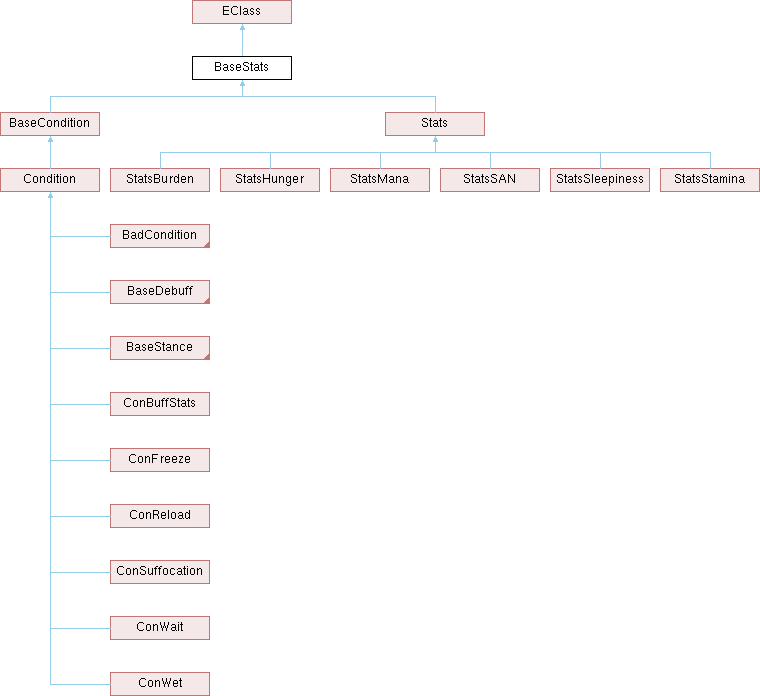 EClass
BaseStats
BaseCondition
Stats
Condition
StatsBurden
StatsHunger
StatsMana
StatsSAN
StatsSleepiness
StatsStamina
BadCondition
BaseDebuff
BaseStance
ConBuffStats
ConFreeze
ConReload
ConSuffocation
ConWait
ConWet